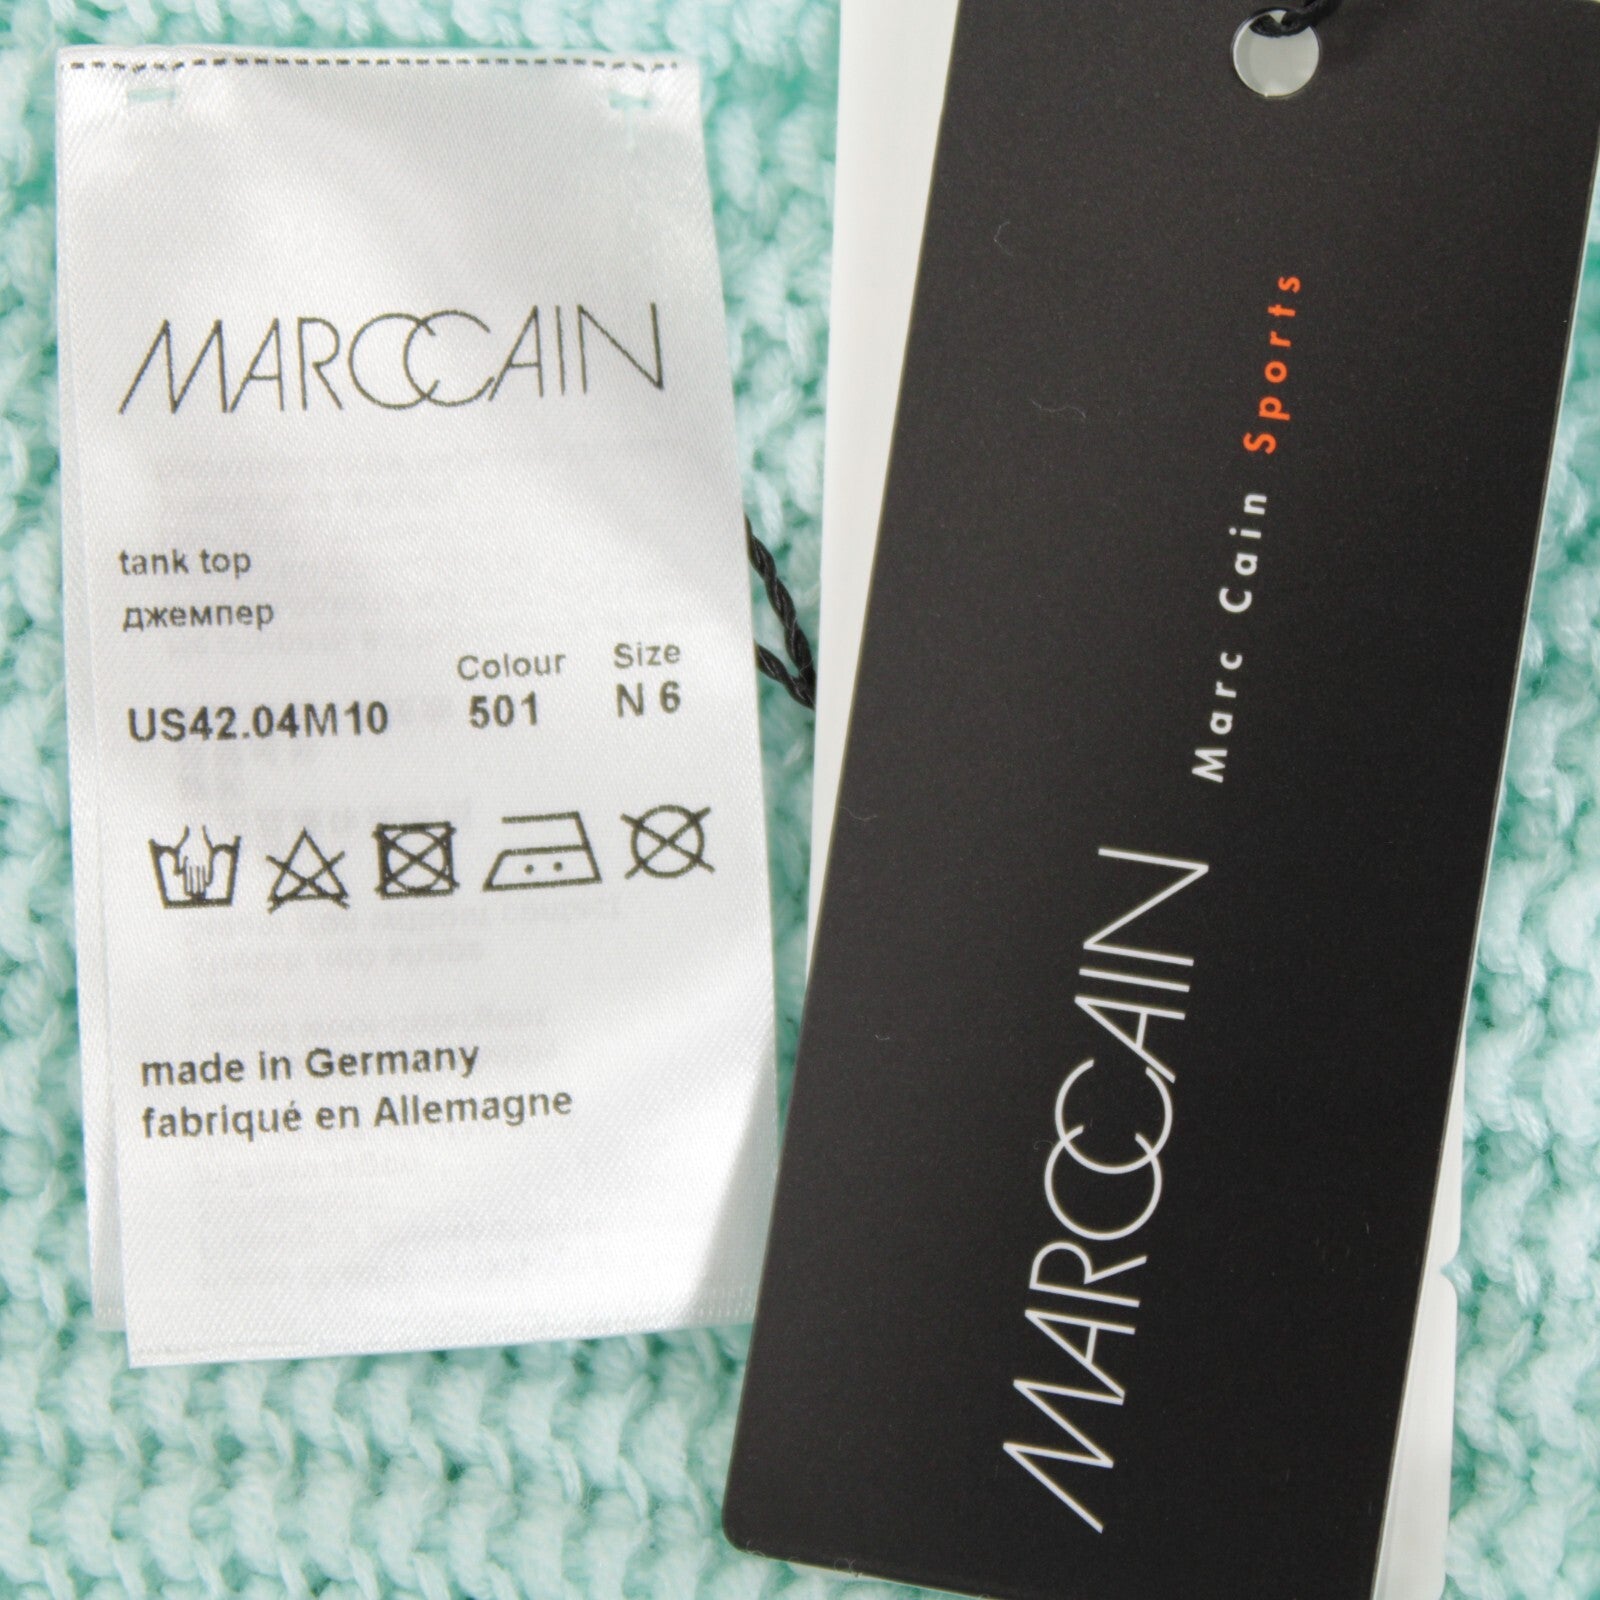 MARCCAIN
tank top
джемпер
Colour Size
US42.04M10 501 N 6
made in Germany
fabriqué en Allemagne
Marc Cain Sports
MARCCAIN